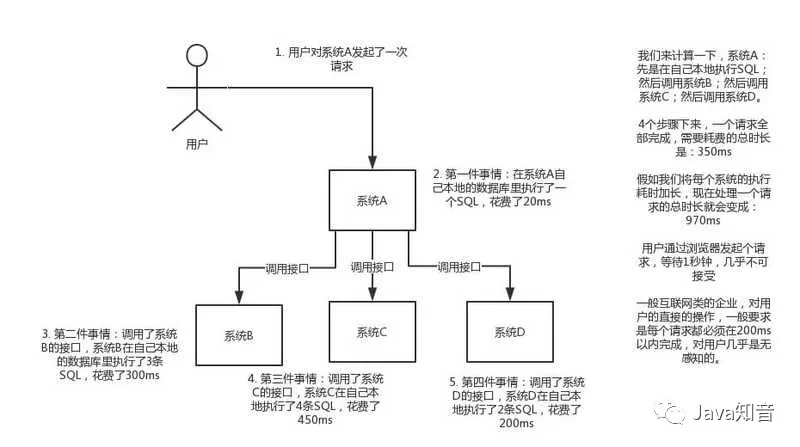 1. 用户对系统A发起了一次
请求
用户
2. 第一件事情：在系统A自
己本地的数据库里执行了一
个SQL，花费了20ms
系统A
调用接口
调用接口
调用接口
系统B
系统C
系统D
3. 第二件事情：调用了系统
B的接口，系统B在自己本地
的数据库里执行了3条
SQL，花费了300ms
4. 第三件事情：调用了系统
C的接口，系统C在自己本
地执行了4条SQL，花费了
450ms
5. 第四件事情：调用了系统
D的接口，系统D在自己本
地执行了2条SQL，花费了
200ms
我们来计算一下，系统A：
先是在自己本地执行SQL；
然后调用系统B；然后调用
系统C；然后调用系统D。
4个步骤下来，一个请求全
部完成，需要耗费的总时长
是：350ms
假如我们将每个系统的执行
耗时加长，现在处理一个请
求的总时长就会变成：
970ms
用户通过浏览器发起个请
求，等待1秒钟，几乎不可
接受
一般互联网类的企业，对用
户的直接的操作，一般要求
是每个请求都必须在200ms
以内完成，对用户几乎是无
感知的。
Java知音